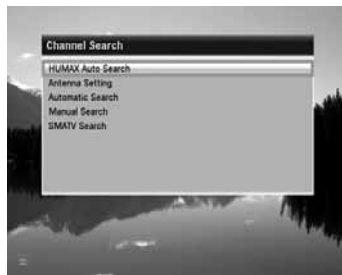 Channel Search
HUMAX Auto Search
Antenna Setting
Automatic Search
Manual Search
SMATV Search